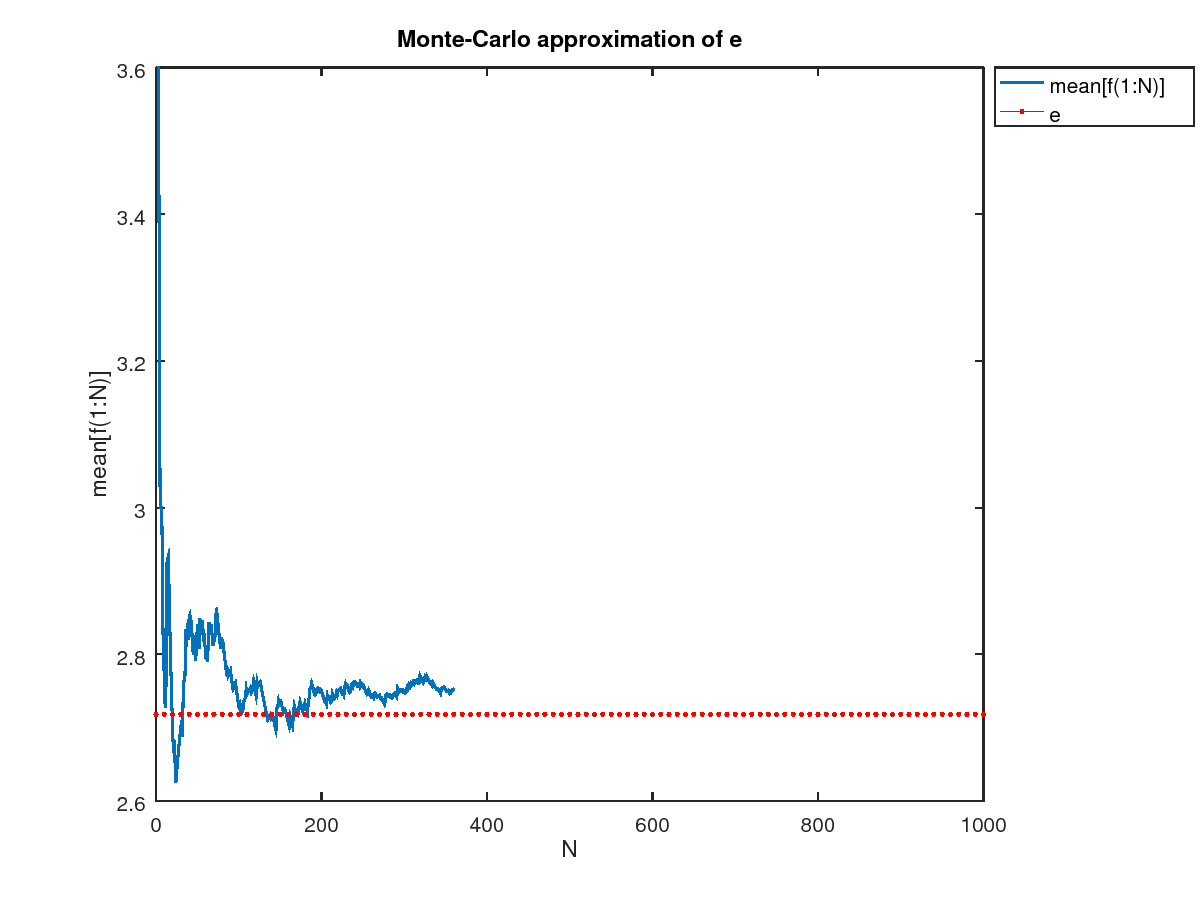 Monte-Carlo approximation of e
mean[f(1:N)]
e
3.6
3.4
3.2
3
2.8
2.6
mean[f(1:N)]
0
200
400
600
800
1000
N